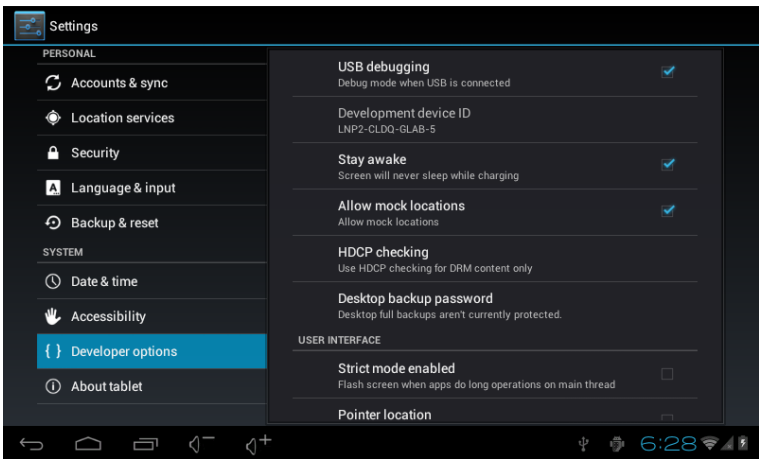 Settings
PERSONAL
Accounts & sync
Location services
Security
A
Language & input
Backup & reset
SYSTEM
Date & time
Accessibility
{ } Developer options
About tablet
USB debugging
Debug mode when USB is connected
Development device ID
LNP2-CLDQ-GLAB-5
Stay awake
Screen will never sleep while charging
Allow mock locations
Allow mock locations
HDCP checking
Use HDCP checking for DRM content only
Desktop backup password
Desktop full backups aren't currently protected.
USER INTERFACE
Strict mode enabled
Flash screen when apps do long operations on main thread
Pointer location
6:28